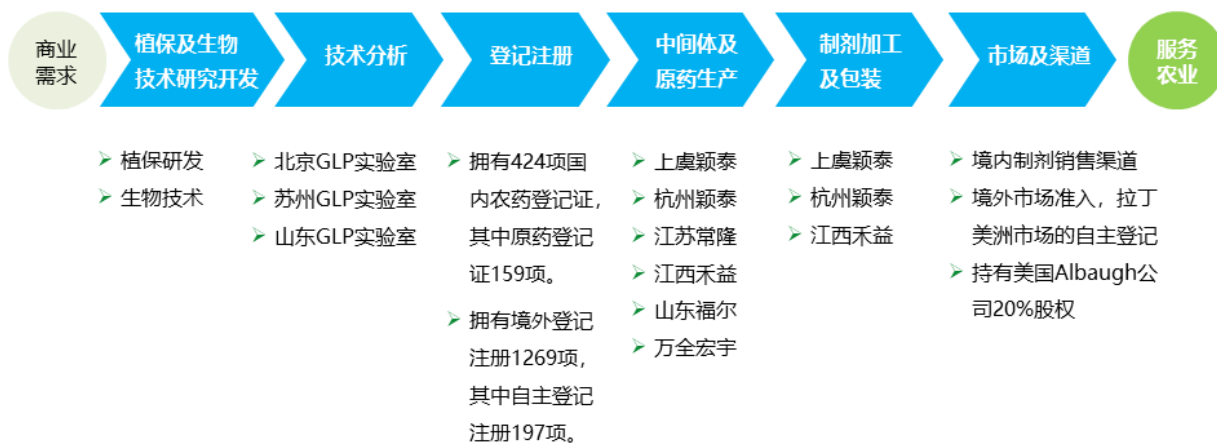 商业
需求
植保及生物
技术研究开发
技术分析
登记注册
中间体及
原药生产
制剂加工
及包装
市场及渠道
服务
农业
植保研发
生物技术
北京GLP实验室
苏州GLP实验室
山东GLP实验室
拥有424项国
内农药登记证，
其中原药登记
证159项。
拥有境外登记
注册1269项，
其中自主登记
注册197项。
上虞颖泰
杭州颖泰
江苏常隆
江西禾益
山东福尔
万全宏宇
上虞颖泰
杭州颖泰
江西禾益
境内制剂销售渠道
境外市场准入，拉丁
美洲市场的自主登记
持有美国Albaugh公
司20%股权